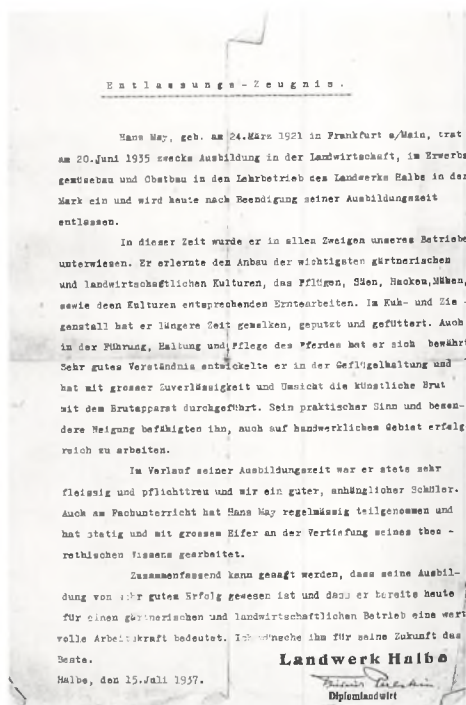 Entlassungs-Zeugnis.
Hans May, geb. am 24.März 1921 in Frankfurt a/Main, trat
am 20.Juni 1935 zwecks Ausbildung in der Landwirtschaft, im Erwerbs
gemüsebau und Obstbau in den Lehrbetrieb des Landwerks Halbe in der
Mark ein und wird heute nach Beendigung seiner Ausbildungszeit
entlassen.
In dieser Zeit wurde er in allen Zweigen unseres Betriebe
unterwiesen. Er erlernte den Anbau der wichtigsten gärtnerischen
und landwirtschaftlichen Kulturen, das Pflügen, Säen, Hacken, Mähen,
sowie deen Kulturen entsprechenden Erntearbeiten. Im Kuh- und Zie -
genstall hat er längere Zeit gemolken, geputzt und gefüttert. Auch
in der Führung, Haltung und Pflege des Pferdes hat er sich bewährt
Sehr gutes Verständnis entwickelte er in der Geflügelhaltung und
hat mit grosser Zuverlässigkeit und Umsicht die künstliche Brut
mit dem Brutapparat durchgeführt. Sein praktischer Sinn und beson-
dere Neigung befähigten ihn, auch auf handwerklichem Gebiet erfolg
reich zu arbeiten.
Im Verlauf seiner Ausbildungszeit war er stets sehr
fleissig und pflichttreu und mir ein guter, anhänglicher Schüler.
Auch am Fachunterricht hat Hans May regelmässig teilgenommen und
hat stetig und mit grossem Eifer an der Vertiefung seines theo -
rethischen Wissens gearbeitet.
Zusammenfassend kann gesagt werden, dass seine Ausbil-
dung von sehr gutem Erfolg gewesen ist und dass er bereits heute
für einen gärtnerischen und landwirtschaftlichen Betrieb eine wert
volle Arbeitskraft bedeutet. Ich wünsche ihm für seine Zukunft das
Beste.
Landwerk Halbe
Halbe, den 15.Juli 1937.
Diplomlandwirt